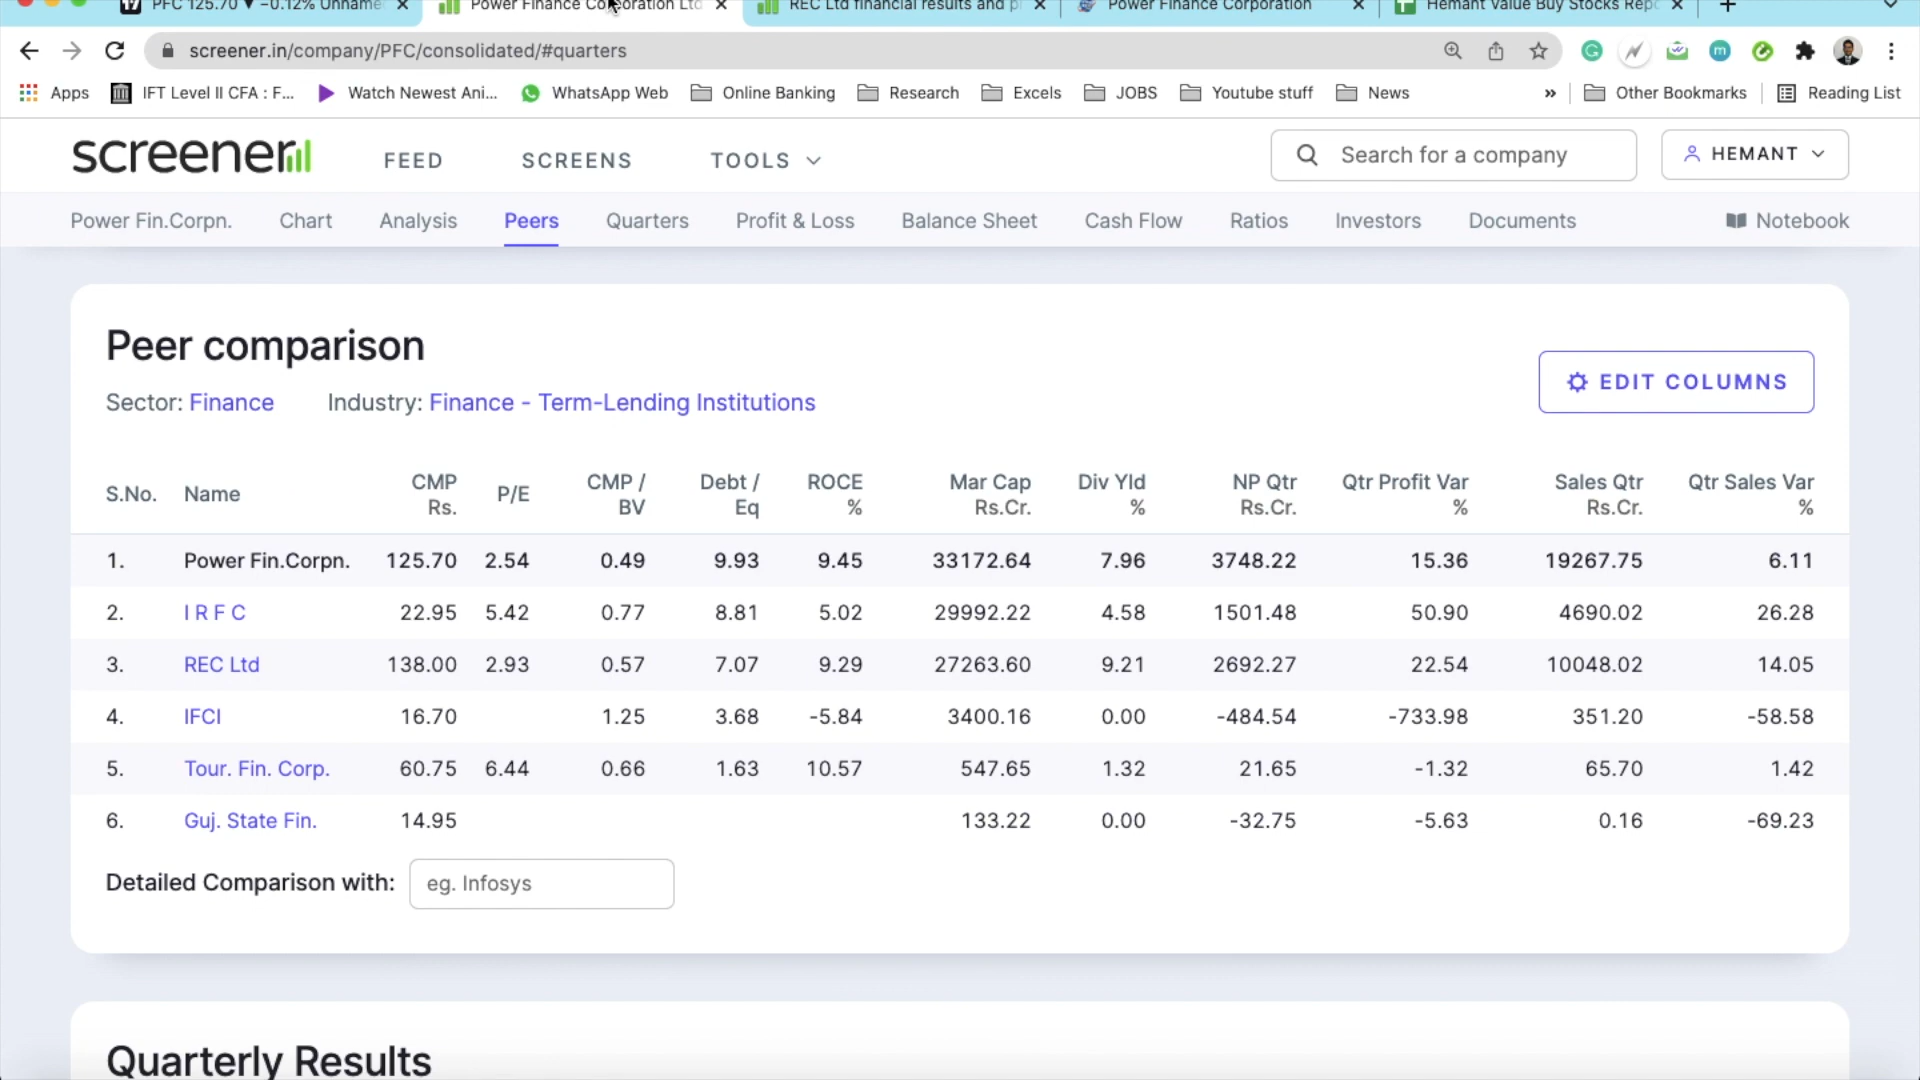 PFC 125.70 ▼ −0.12% Unname
Power Finance Corporation Ltd
REC Ltd financial results and p
Power Finance Corporation
Hemant Value Buy Stocks Repo
screener.in/company/PFC/consolidated/#quarters
Apps
IFT Level II CFA : F...
Watch Newest Ani...
WhatsApp Web
Online Banking
Research
Excels
JOBS
Youtube stuff
News
»
Other Bookmarks
Reading List
screener
FEED
SCREENS
TOOLS
Search for a company
HEMANT
Power Fin.Corpn.
Chart
Analysis
Peers
Quarters
Profit & Loss
Balance Sheet
Cash Flow
Ratios
Investors
Documents
Notebook
Peer comparison
Sector: Finance Industry: Finance - Term-Lending Institutions
EDIT COLUMNS
S.No. Name CMP Rs. P/E CMP / BV Debt / Eq ROCE % Mar Cap Rs.Cr. Div Yld % NP Qtr Rs.Cr. Qtr Profit Var % Sales Qtr Rs.Cr. Qtr Sales Var %
1. Power Fin.Corpn. 125.70 2.54 0.49 9.93 9.45 33172.64 7.96 3748.22 15.36 19267.75 6.11
2. I R F C 22.95 5.42 0.77 8.81 5.02 29992.22 4.58 1501.48 50.90 4690.02 26.28
3. REC Ltd 138.00 2.93 0.57 7.07 9.29 27263.60 9.21 2692.27 22.54 10048.02 14.05
4. IFCI 16.70 1.25 3.68 -5.84 3400.16 0.00 -484.54 -733.98 351.20 -58.58
5. Tour. Fin. Corp. 60.75 6.44 0.66 1.63 10.57 547.65 1.32 21.65 -1.32 65.70 1.42
6. Guj. State Fin. 14.95 133.22 0.00 -32.75 -5.63 0.16 -69.23
Detailed Comparison with: eg. Infosys
Quarterly Results